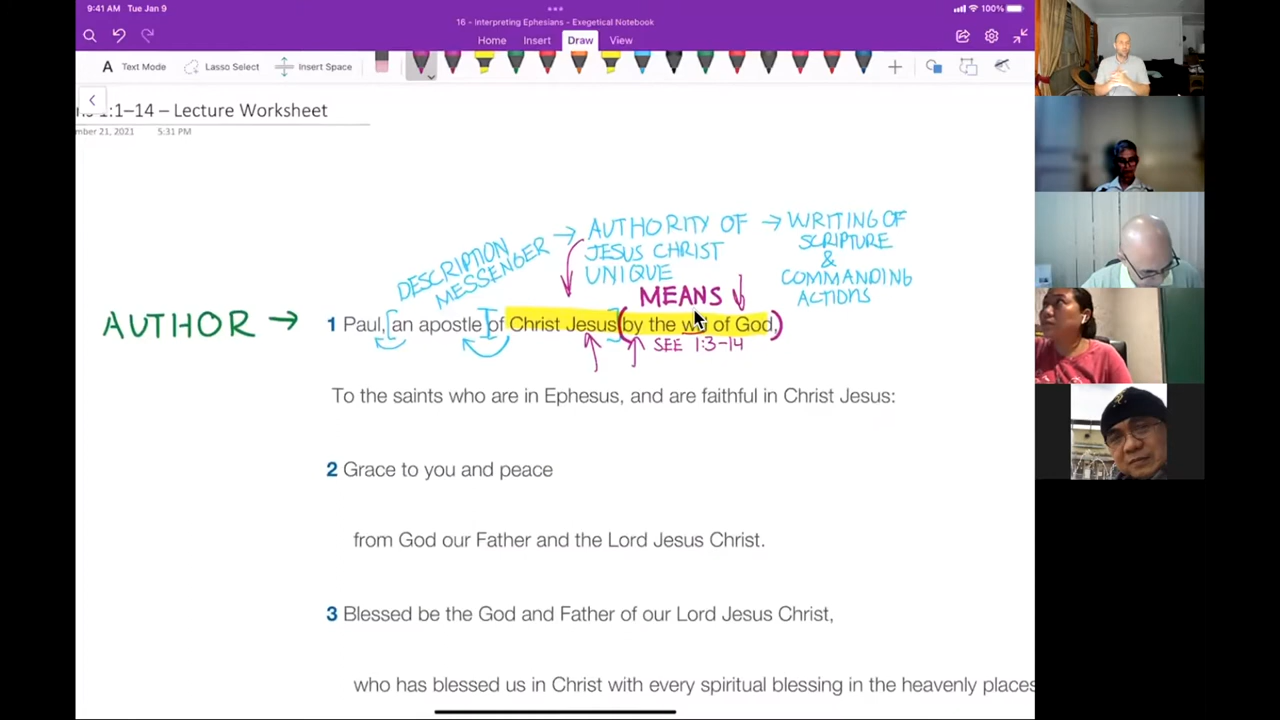 9:41 AM Tue Jan 9
100%
16 – Interpreting Ephesians – Exegetical Notebook
Home Insert Draw View
Text Mode Lasso Select Insert Space
1:1–14 – Lecture Worksheet
mber 21, 2021 5:31 PM
DESCRIPTION
MESSENGER
→ AUTHORITY OF
JESUS CHRIST
UNIQUE
→ WRITING OF
SCRIPTURE
&
COMMANDING
ACTIONS
MEANS
AUTHOR →
1 Paul, [an apostle of Christ Jesus] (by the will of God,)
SEE 1:3-14
To the saints who are in Ephesus, and are faithful in Christ Jesus:
2 Grace to you and peace
from God our Father and the Lord Jesus Christ.
3 Blessed be the God and Father of our Lord Jesus Christ,
who has blessed us in Christ with every spiritual blessing in the heavenly places